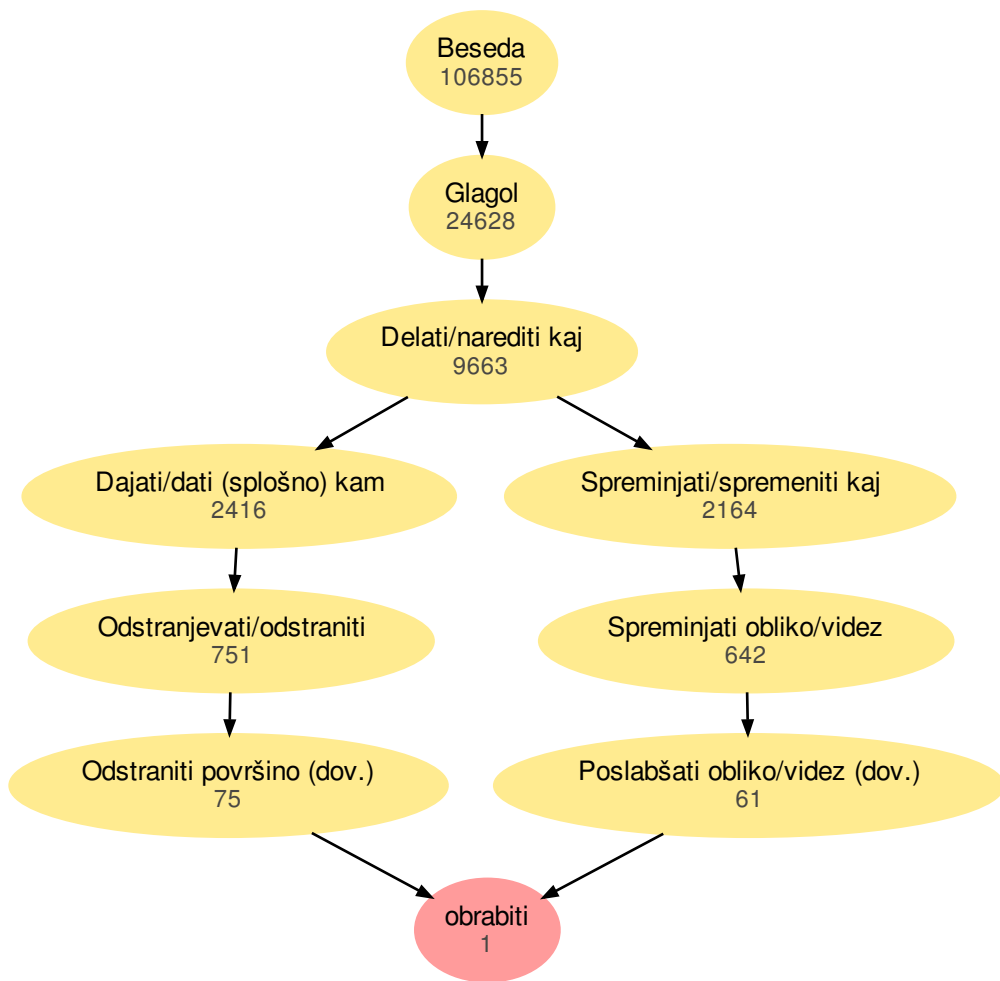 Beseda
106855
Glagol
24628
Delati/narediti kaj
9663
Dajati/dati (splošno) kam
2416
Spreminjati/spremeniti kaj
2164
Odstranjevati/odstraniti
751
Spreminjati obliko/videz
642
Odstraniti površino (dov.)
75
Poslabšati obliko/videz (dov.)
61
obrabiti
1